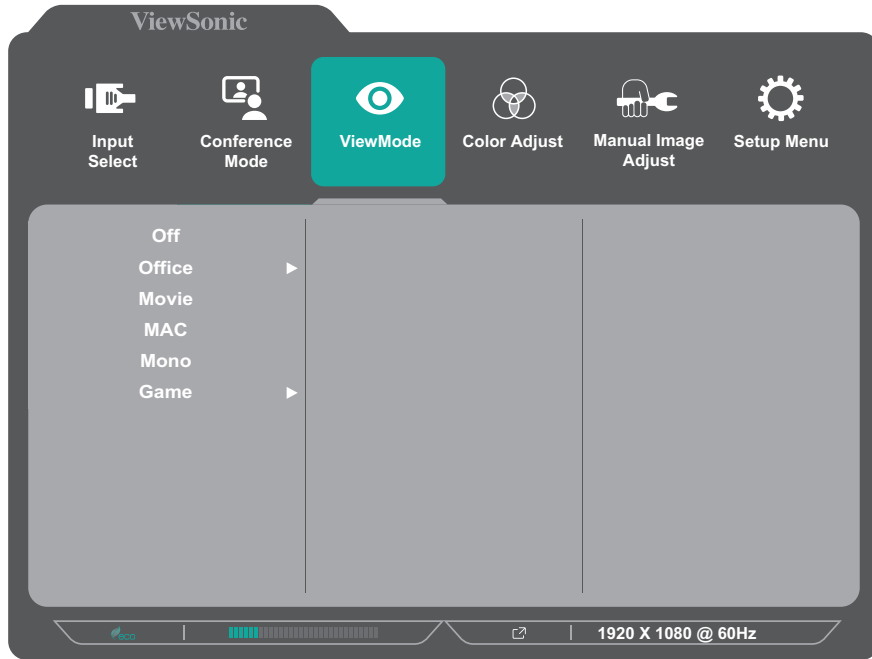 ViewSonic
Input
Select
Conference
Mode
ViewMode
Color Adjust
Manual Image
Adjust
Setup Menu
Off
Office
Movie
MAC
Mono
Game
eco
1920 X 1080 @ 60Hz